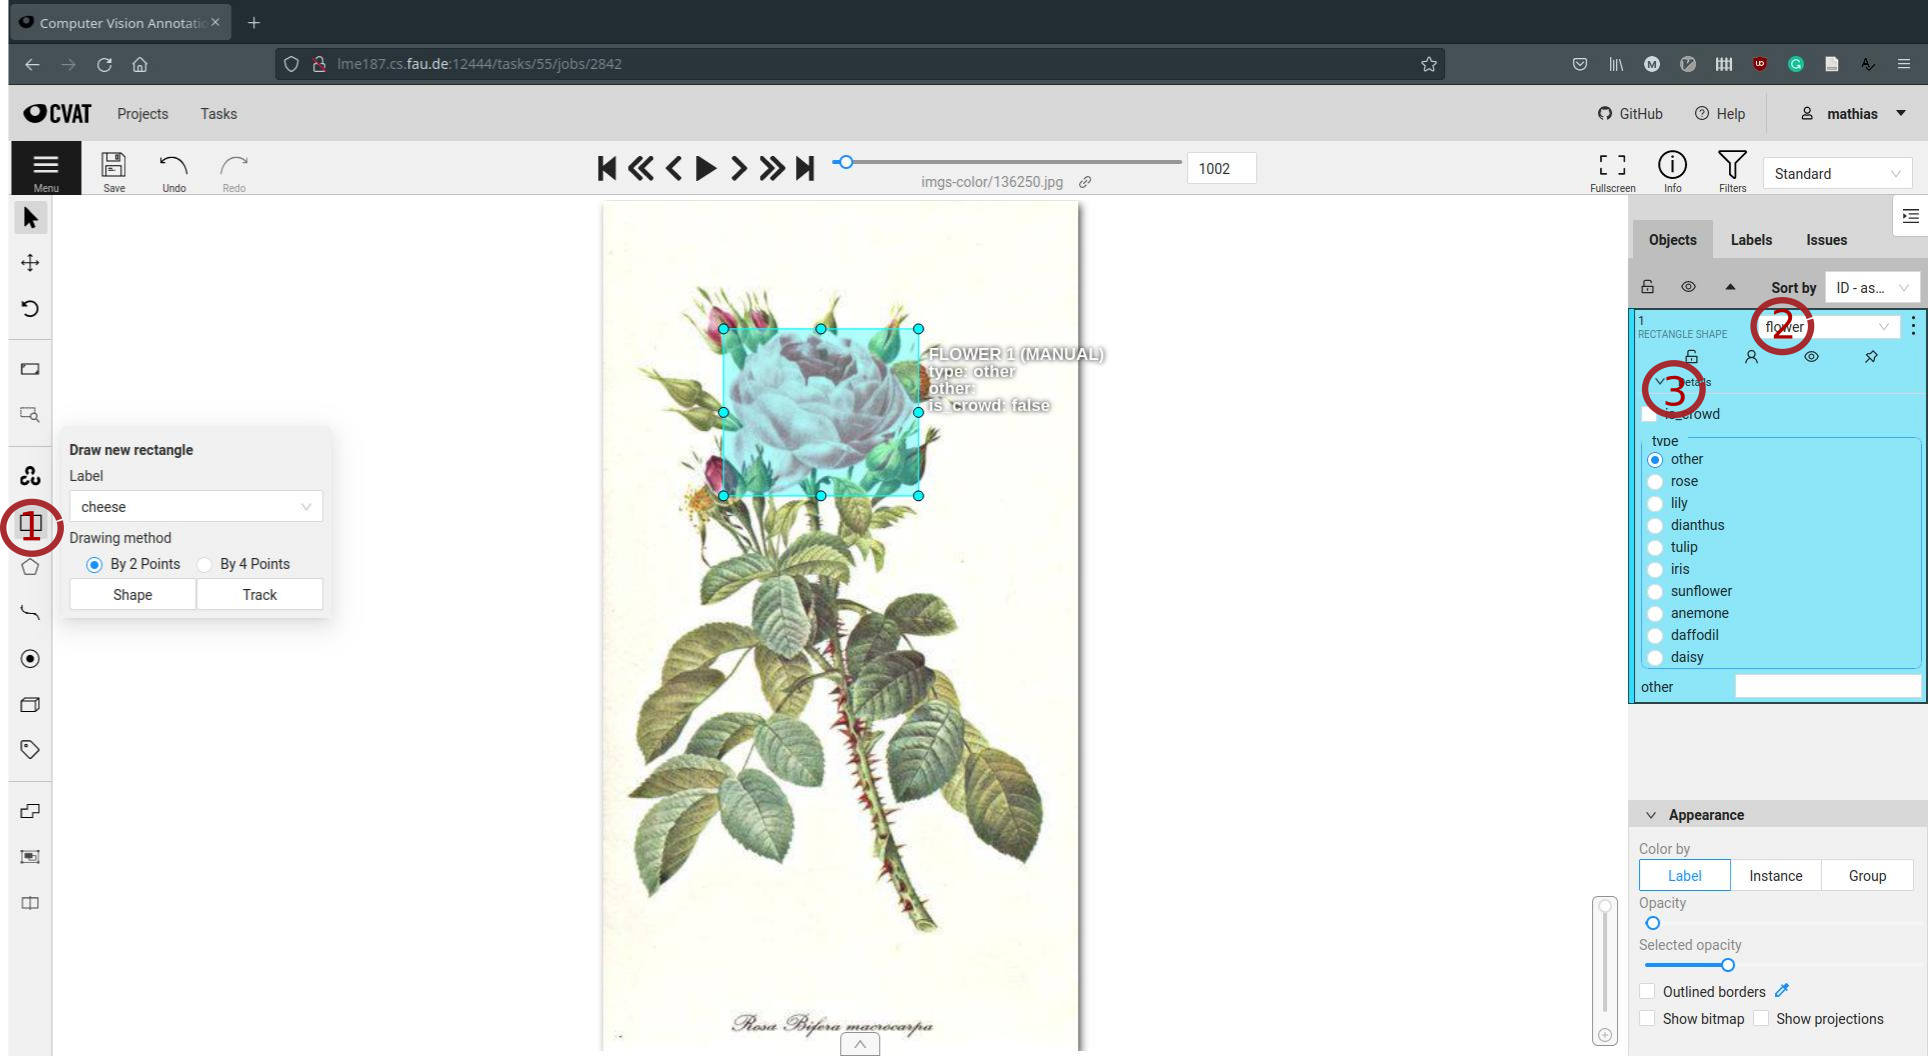 Computer Vision Annotatio
lme187.cs.fau.de:12444/tasks/55/jobs/2842
CVAT
Projects
Tasks
GitHub
Help
mathias
Menu
Save
Undo
Redo
imgs-color/136250.jpg
1002
Fullscreen
Info
Filters
Standard
Draw new rectangle
Label
cheese
Drawing method
By 2 Points
By 4 Points
Shape
Track
1
FLOWER 1 (MANUAL)
type: other
other:
is_crowd: false
Rosa Bifera macrocarpa
Objects
Labels
Issues
Sort by
ID - as...
1
RECTANGLE SHAPE
flower
2
3
Details
is_crowd
type
other
rose
lily
dianthus
tulip
iris
sunflower
anemone
daffodil
daisy
other
Appearance
Color by
Label
Instance
Group
Opacity
Selected opacity
Outlined borders
Show bitmap
Show projections